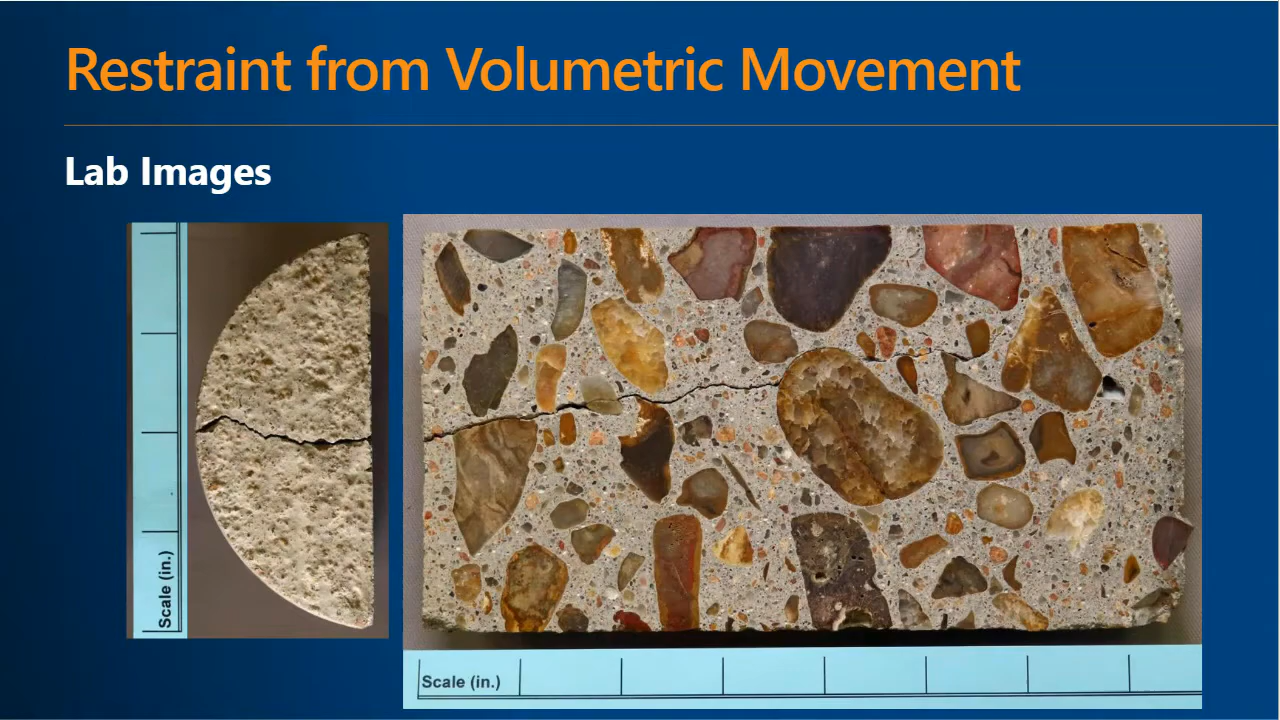 Restraint from Volumetric Movement
Lab Images
Scale (in.)
Scale (in.)